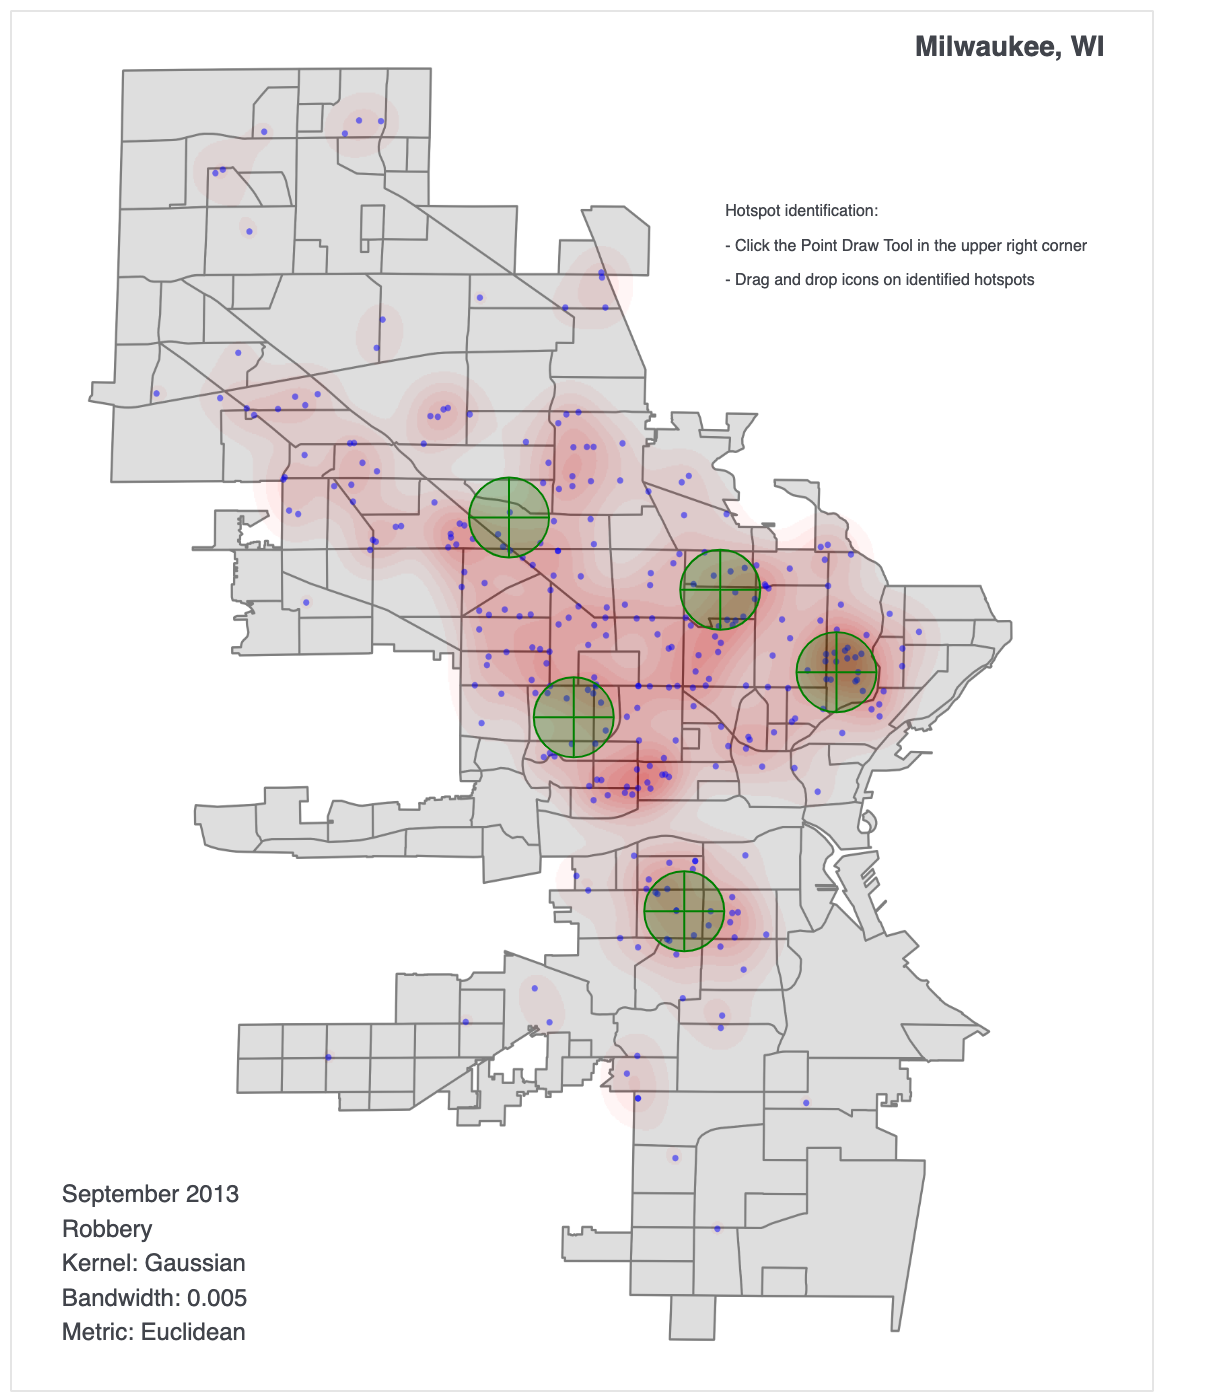 Milwaukee, WI
Hotspot identification:
- Click the Point Draw Tool in the upper right corner
- Drag and drop icons on identified hotspots
September 2013
Robbery
Kernel: Gaussian
Bandwidth: 0.005
Metric: Euclidean